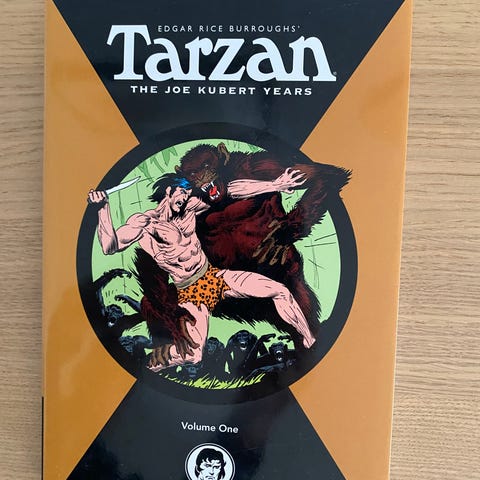 EDGAR RICE BURROUGHS'
Tarzan
THE JOE KUBERT YEARS
Volume One